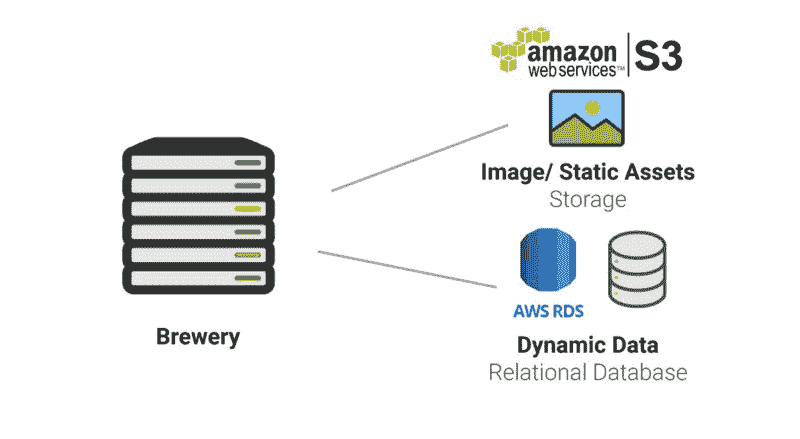 amazon
web services™
S3
Image/ Static Assets
Storage
AWS RDS
Brewery
Dynamic Data
Relational Database